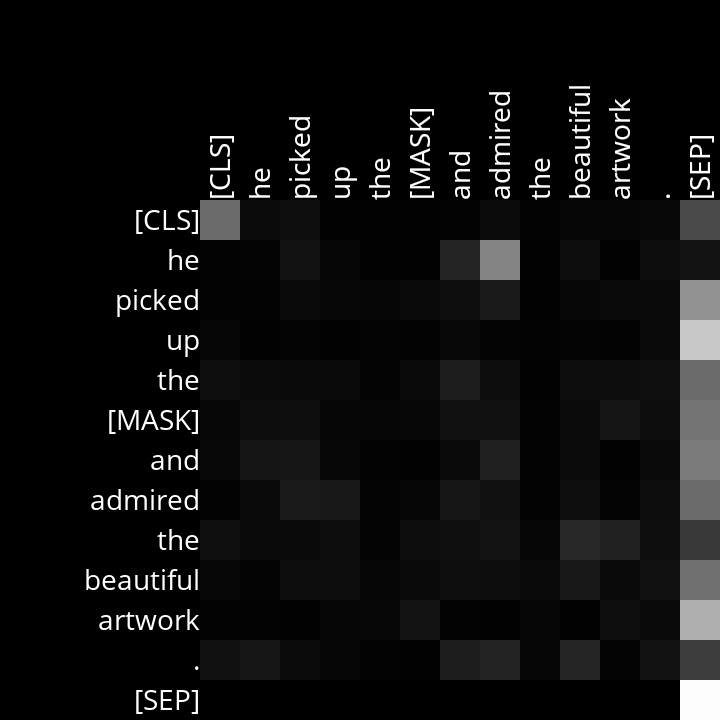 [CLS] he picked up the [MASK] and admired the beautiful artwork . [SEP]
[CLS]
he
picked
up
the
[MASK]
and
admired
the
beautiful
artwork
.
[SEP]